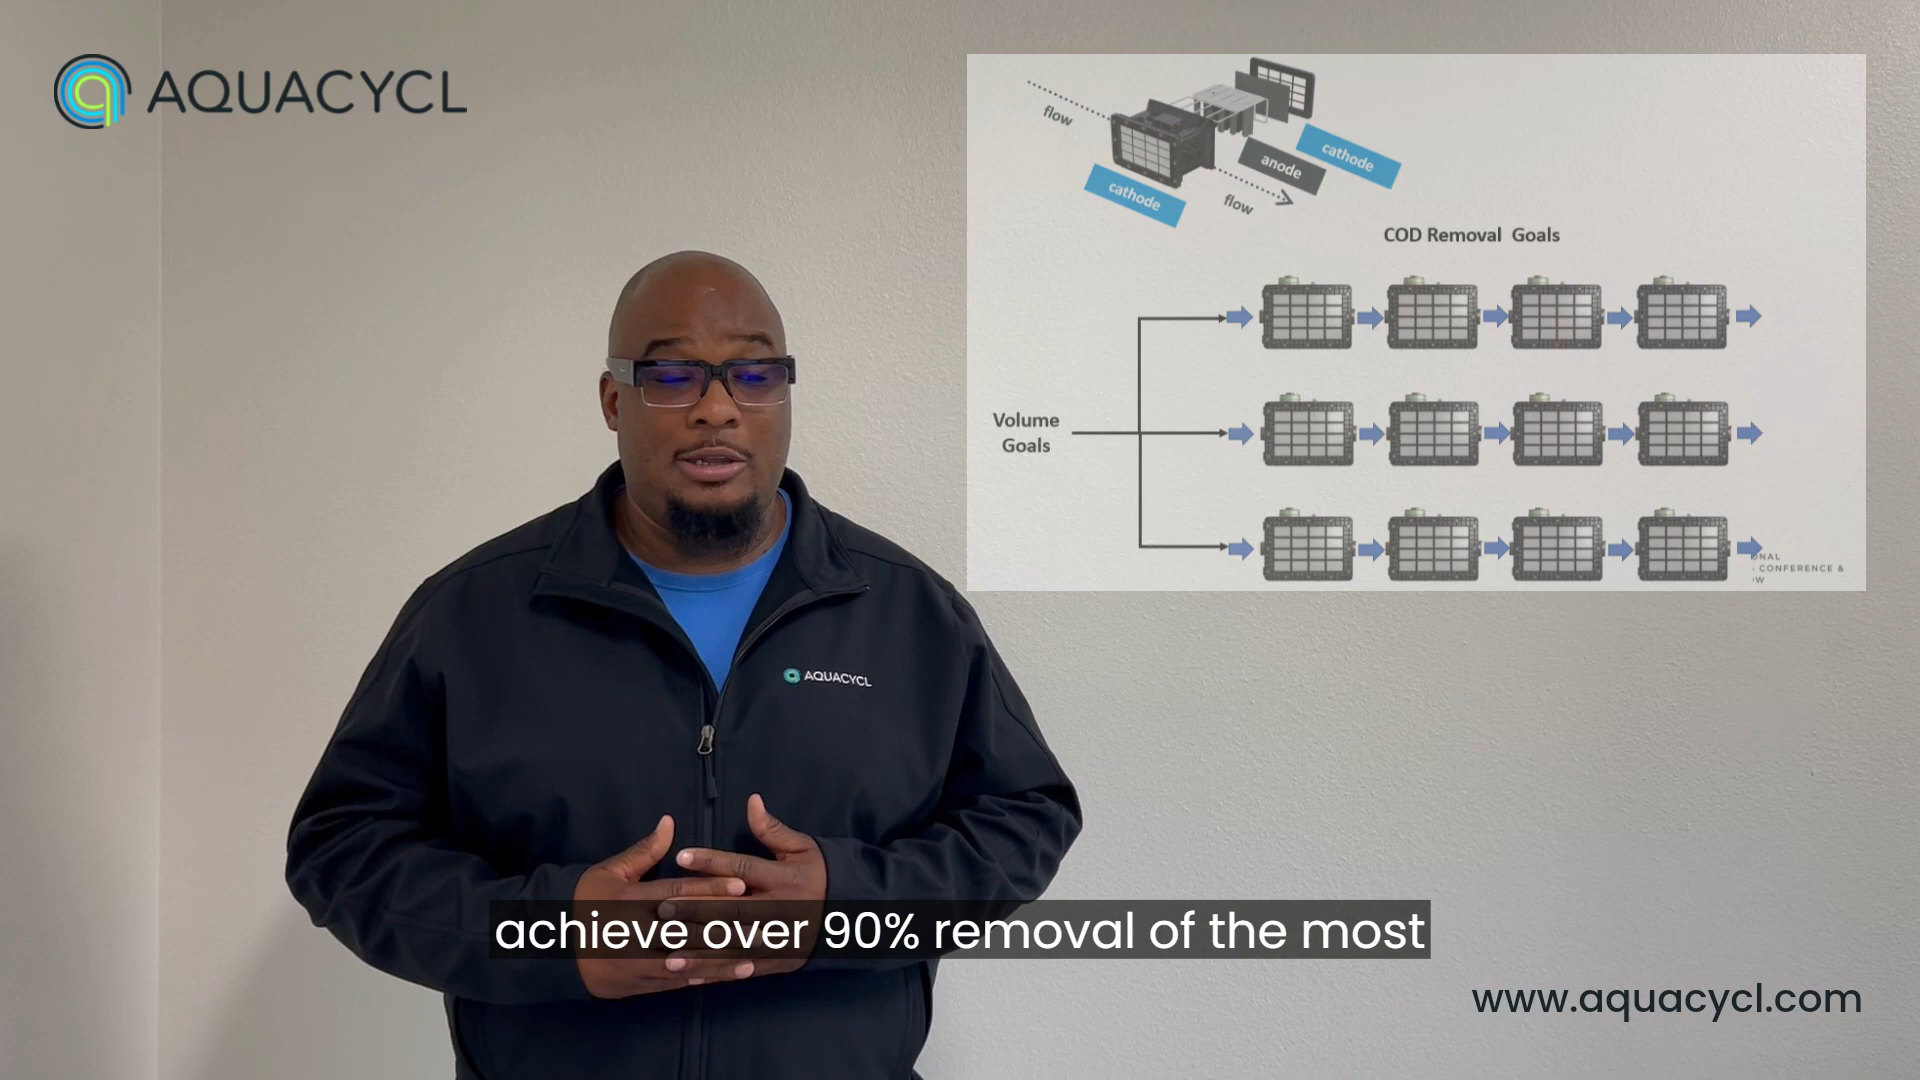 AQUACYCL
flow
cathode
anode
cathode
flow
COD Removal Goals
Volume
Goals
CONFERENCE &
AQUACYCL
achieve over 90% removal of the most
www.aquacycl.com